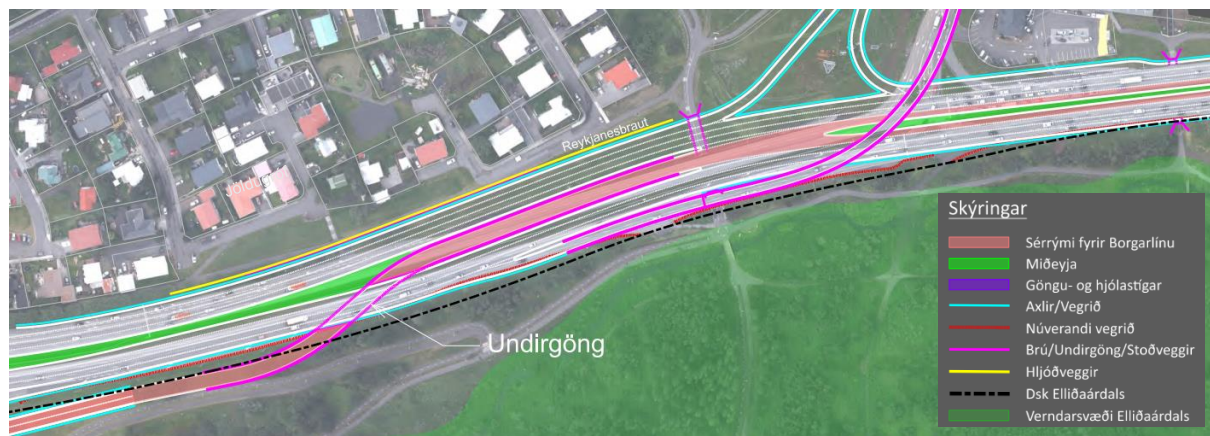 Reykjanesbraut
Undirgöng
Skýringar
Sérrými fyrir Borgarlínu
Miðeyja
Göngu- og hjólastígar
Axlir/Vegrið
Núverandi vegrið
Brú/Undirgöng/Stoðveggir
Hljóðveggir
Dsk Elliðaárdals
Verndarsvæði Elliðaárdals